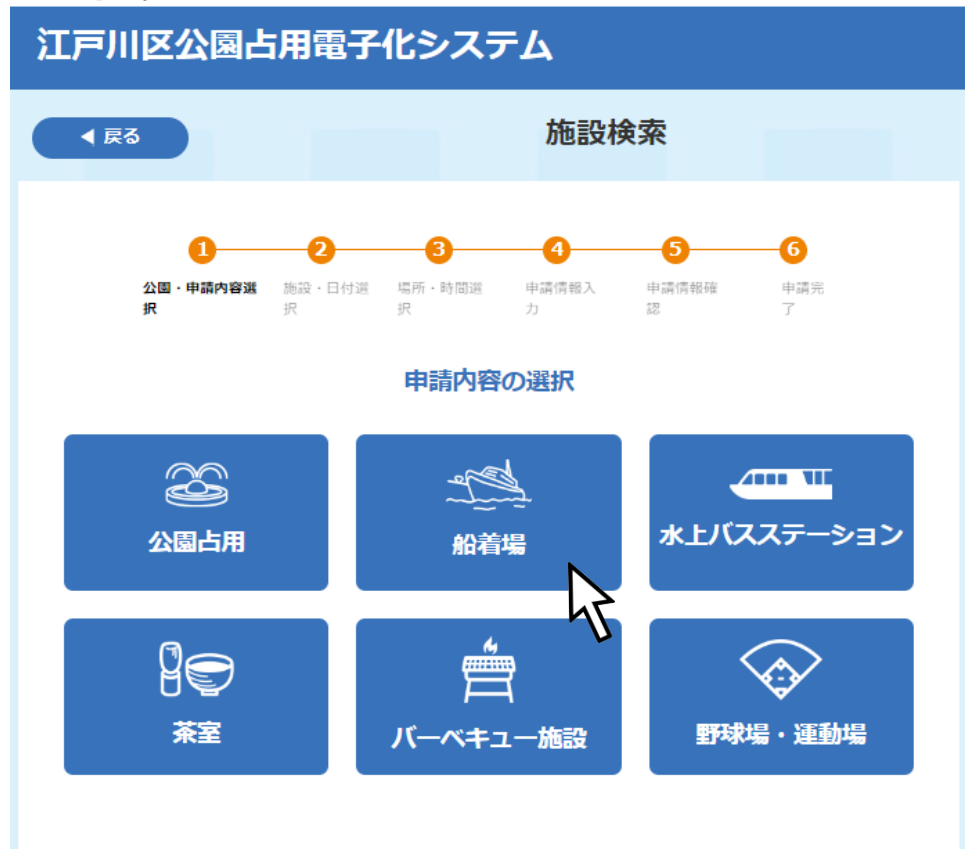 江戸川区公園占用電子化システム
◀ 戻る
施設検索
1 2 3 4 5 6
公園・申請内容選 施設・日付選 場所・時間選 申請情報入 申請情報確 申請完
択 択 択 力 認 了
申請内容の選択
公園占用 船着場 水上バスステーション
茶室 バーベキュー施設 野球場・運動場